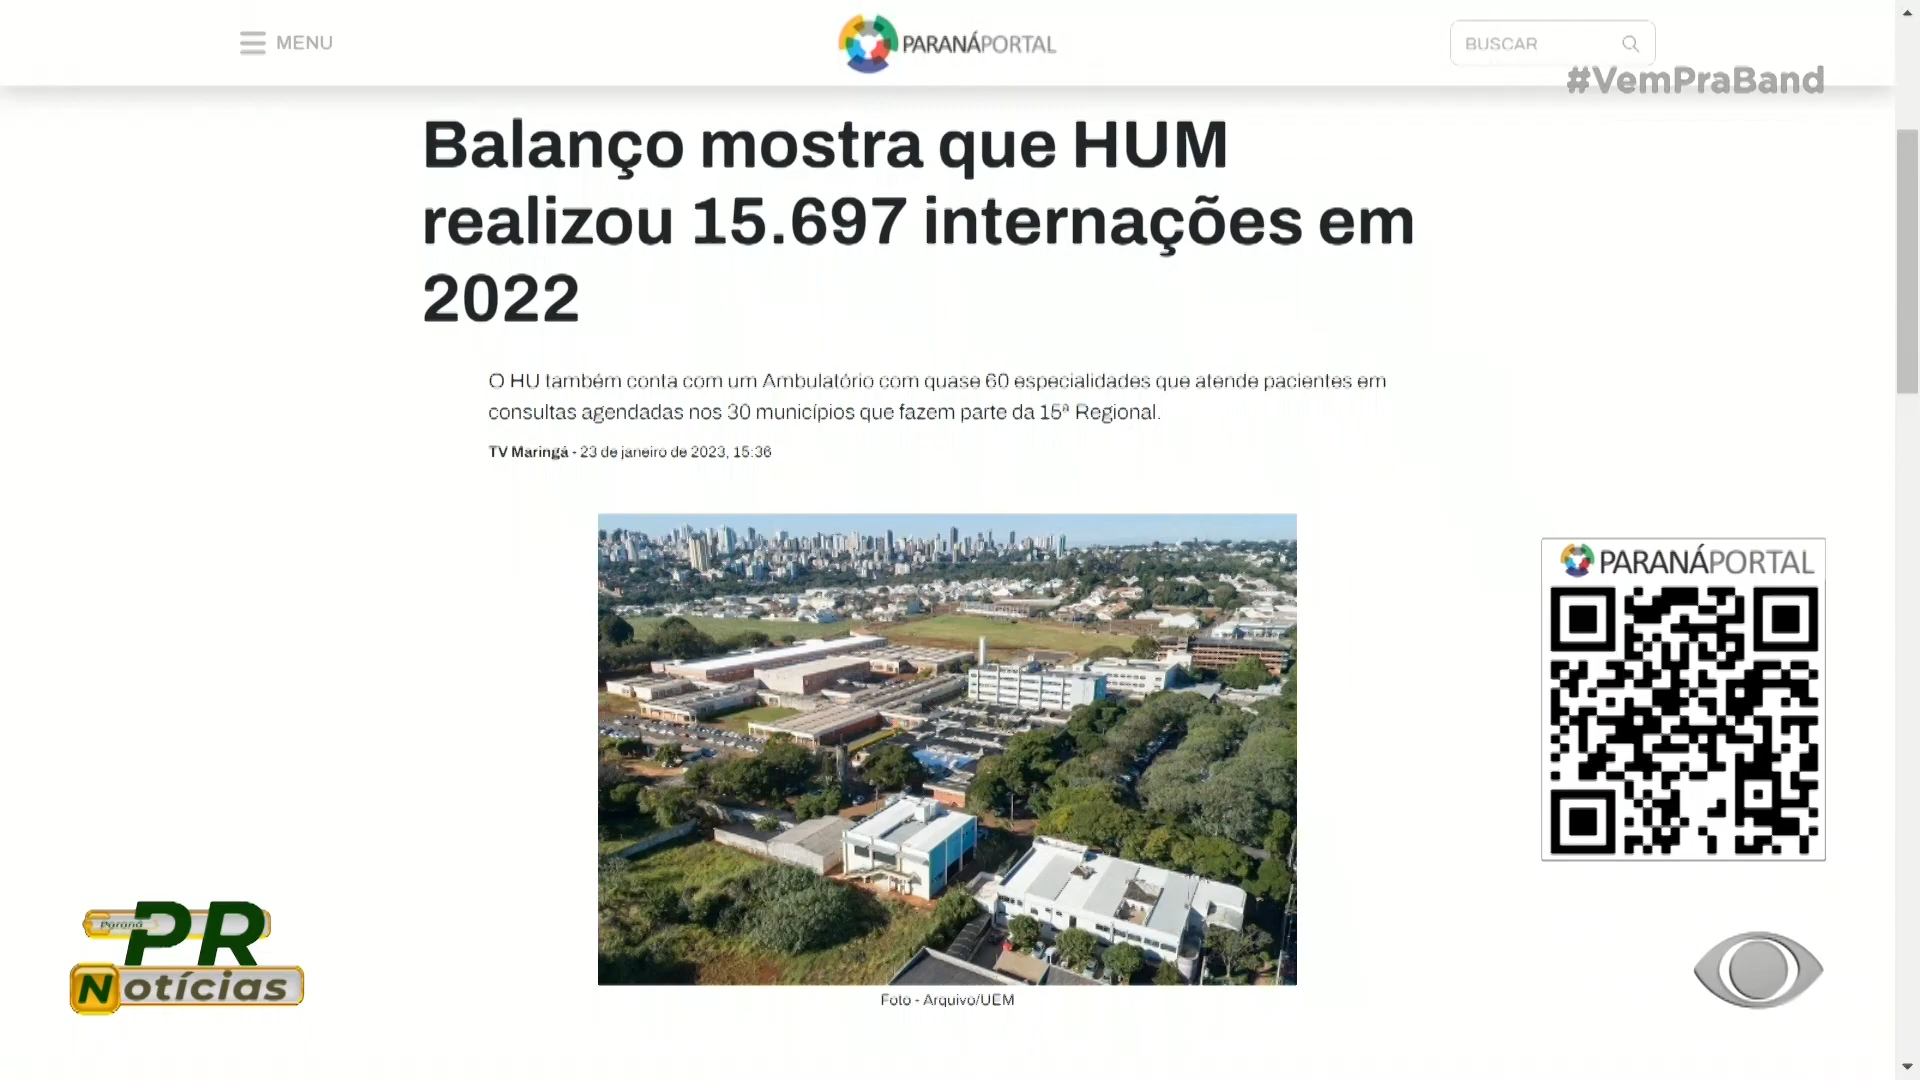 MENU
PARANÁPORTAL
BUSCAR
#VemPraBand
Balanço mostra que HUM
realizou 15.697 internações em
2022
O HU também conta com um Ambulatório com quase 60 especialidades que atende pacientes em
consultas agendadas nos 30 municípios que fazem parte da 15ª Regional.
TV Maringá - 23 de janeiro de 2023, 15:36
PARANÁPORTAL
Foto - Arquivo/UEM
Paraná
PR
Notícias